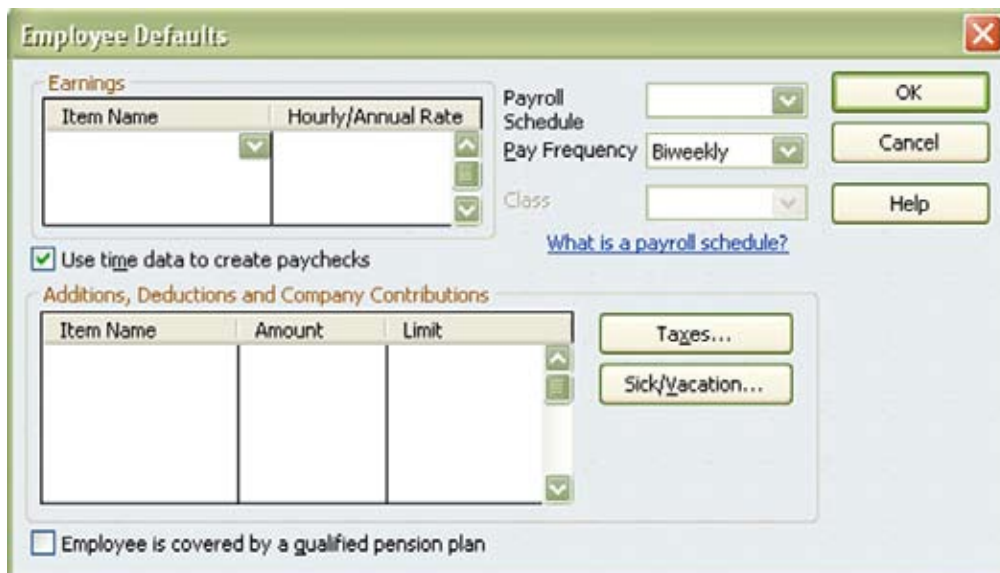 Employee Defaults
Earnings
Item Name Hourly/Annual Rate
Payroll
Schedule
Pay Frequency Biweekly
Class
What is a payroll schedule?
OK
Cancel
Help
Use time data to create paychecks
Additions, Deductions and Company Contributions
Item Name Amount Limit
Taxes...
Sick/Vacation...
Employee is covered by a qualified pension plan